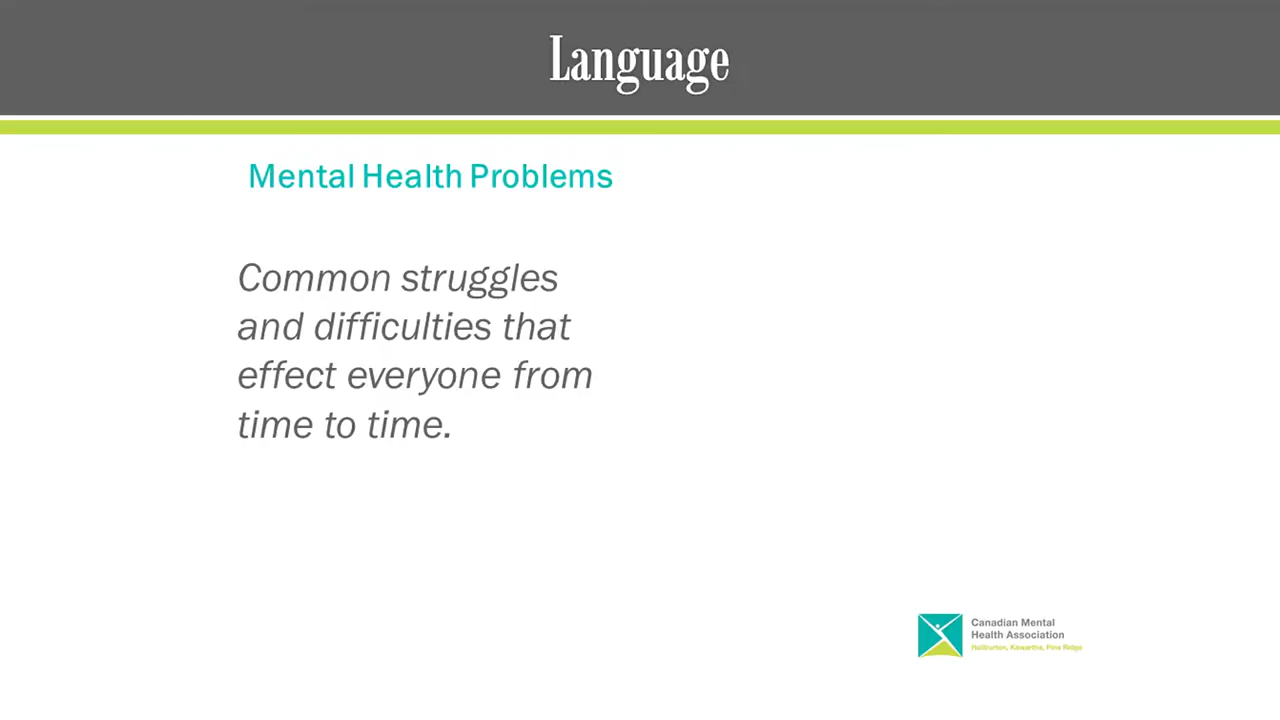 Language
Mental Health Problems
Common struggles
and difficulties that
effect everyone from
time to time.
Canadian Mental
Health Association
Haliburton, Kawartha, Pine Ridge